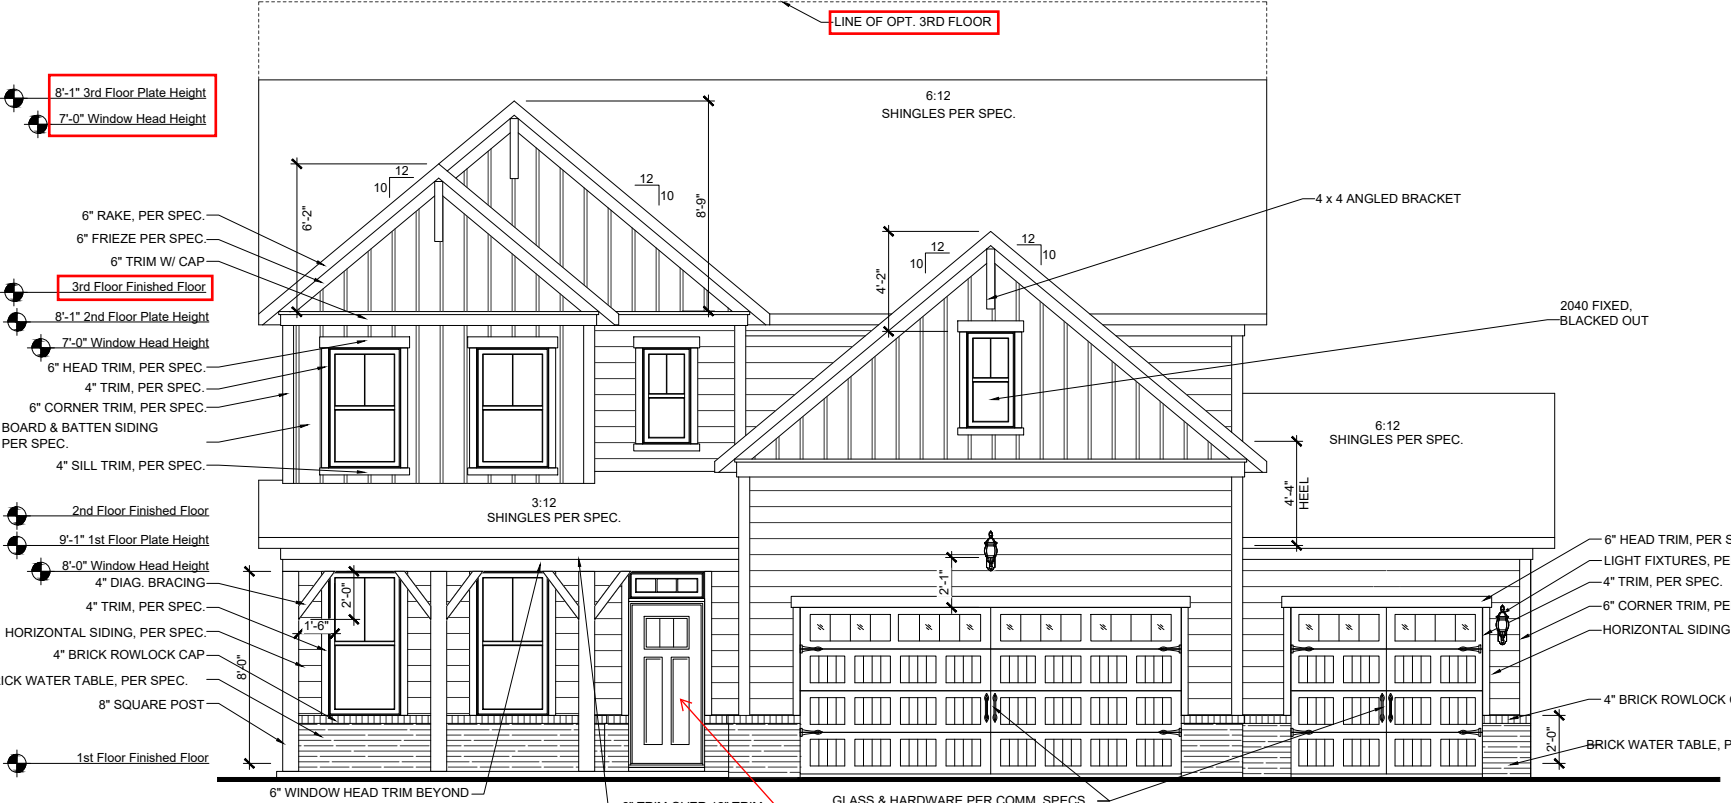 LINE OF OPT. 3RD FLOOR
8'-1" 3rd Floor Plate Height
7'-0" Window Head Height
6:12
SHINGLES PER SPEC.
12
10
12
10
6'-2"
8'-9"
4 x 4 ANGLED BRACKET
6" RAKE, PER SPEC.
6" FRIEZE PER SPEC.
6" TRIM W/ CAP
12
10
12
10
4'-2"
3rd Floor Finished Floor
8'-1" 2nd Floor Plate Height
7'-0" Window Head Height
2040 FIXED,
BLACKED OUT
6" HEAD TRIM, PER SPEC.
4" TRIM, PER SPEC.
6" CORNER TRIM, PER SPEC.
BOARD & BATTEN SIDING
PER SPEC.
4" SILL TRIM, PER SPEC.
6:12
SHINGLES PER SPEC.
4'-4"
HEEL
3:12
SHINGLES PER SPEC.
2nd Floor Finished Floor
9'-1" 1st Floor Plate Height
8'-0" Window Head Height
4" DIAG. BRACING
4" TRIM, PER SPEC.
HORIZONTAL SIDING, PER SPEC.
4" BRICK ROWLOCK CAP
ICK WATER TABLE, PER SPEC.
8" SQUARE POST
1st Floor Finished Floor
2'-0"
1'-6"
8'-0"
2'-1"
6" HEAD TRIM, PER S
LIGHT FIXTURES, PE
4" TRIM, PER SPEC.
6" CORNER TRIM, PE
HORIZONTAL SIDING
4" BRICK ROWLOCK
2'-0"
BRICK WATER TABLE, P
6" WINDOW HEAD TRIM BEYOND
GLASS & HARDWARE PER COMM. SPECS